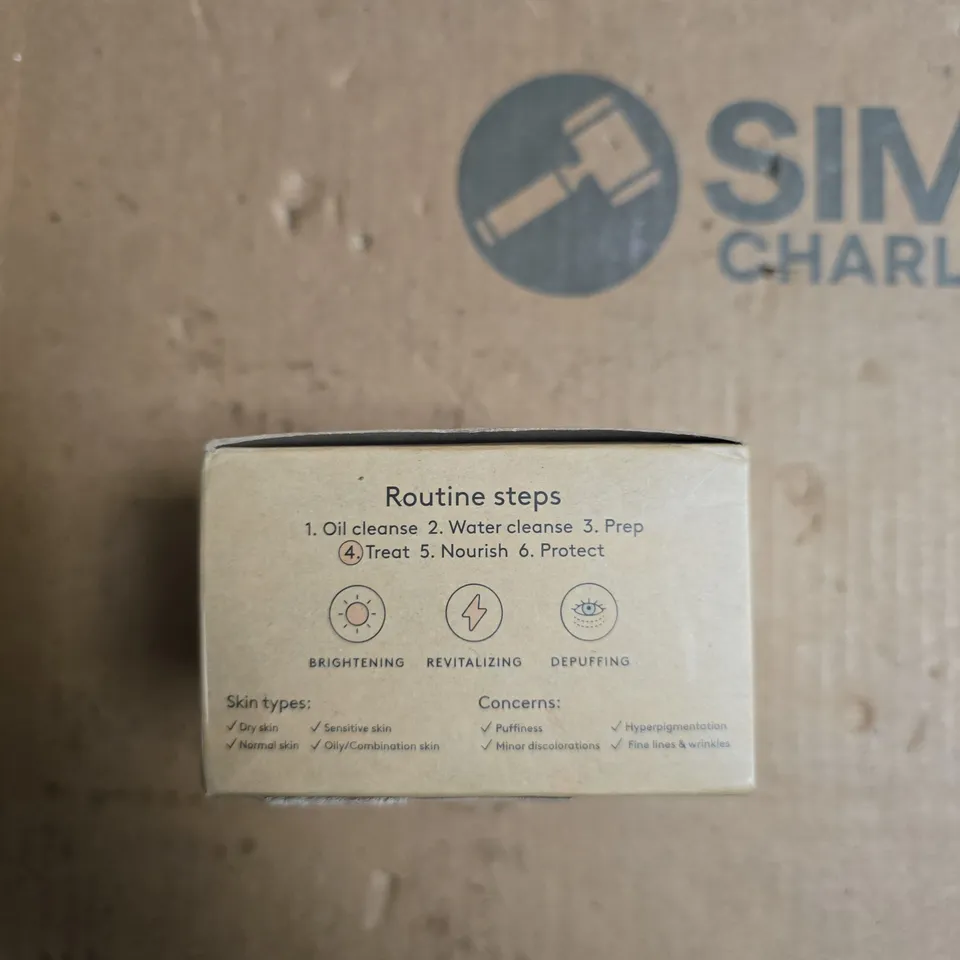 SIM
CHARL
Routine steps
1. Oil cleanse 2. Water cleanse 3. Prep
4. Treat 5. Nourish 6. Protect
BRIGHTENING REVITALIZING DEPUFFING
Skin types:
✓ Dry skin ✓ Sensitive skin
✓ Normal skin ✓ Oily/Combination skin
Concerns:
✓ Puffiness ✓ Hyperpigmentation
✓ Minor discolorations ✓ Fine lines & wrinkles